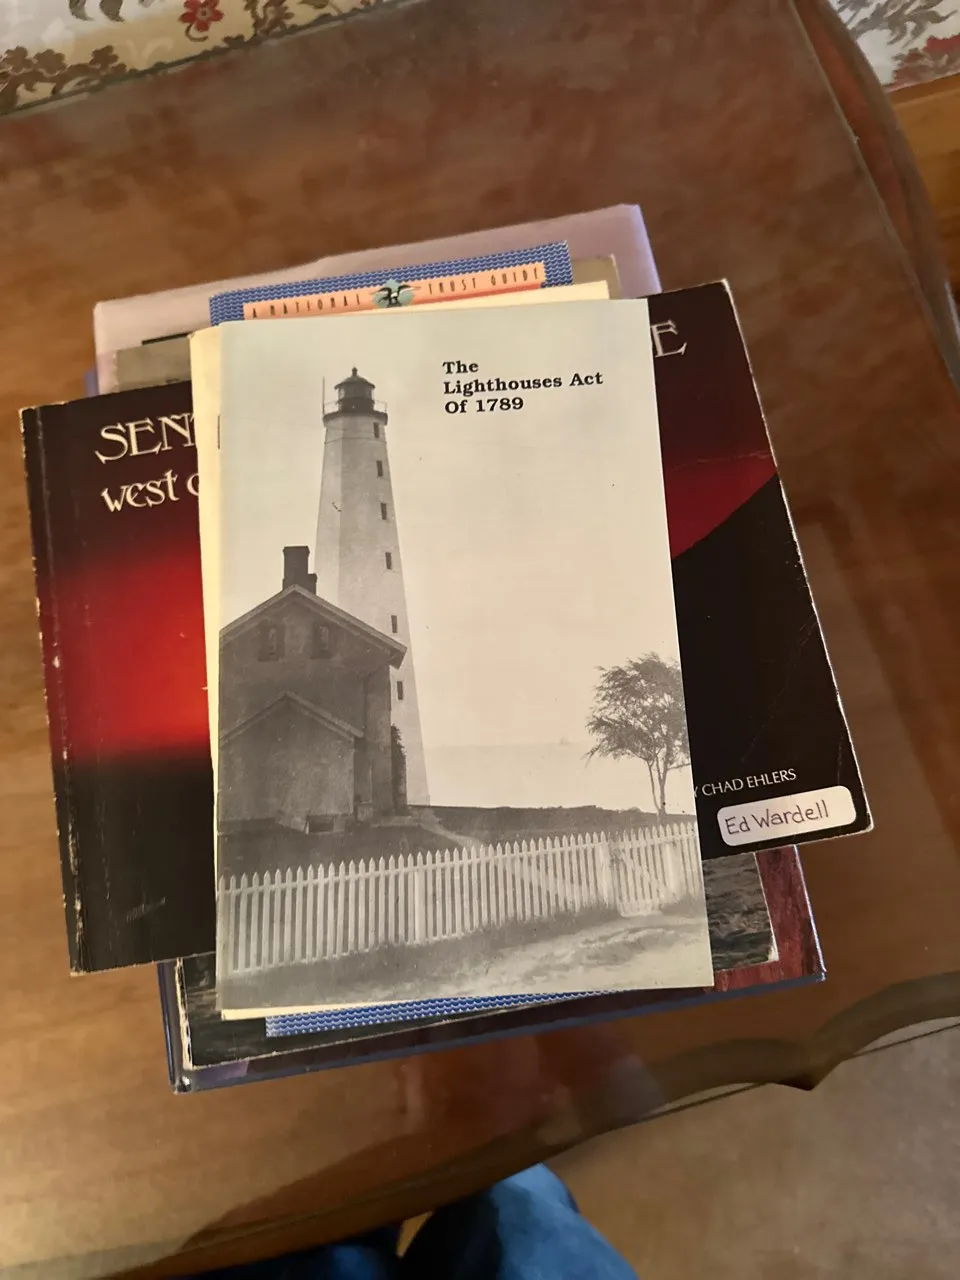 A NATIONAL TRUST GUIDE
The
Lighthouses Act
Of 1789
SEN
west
E
CHAD EHLERS
Ed Wardell